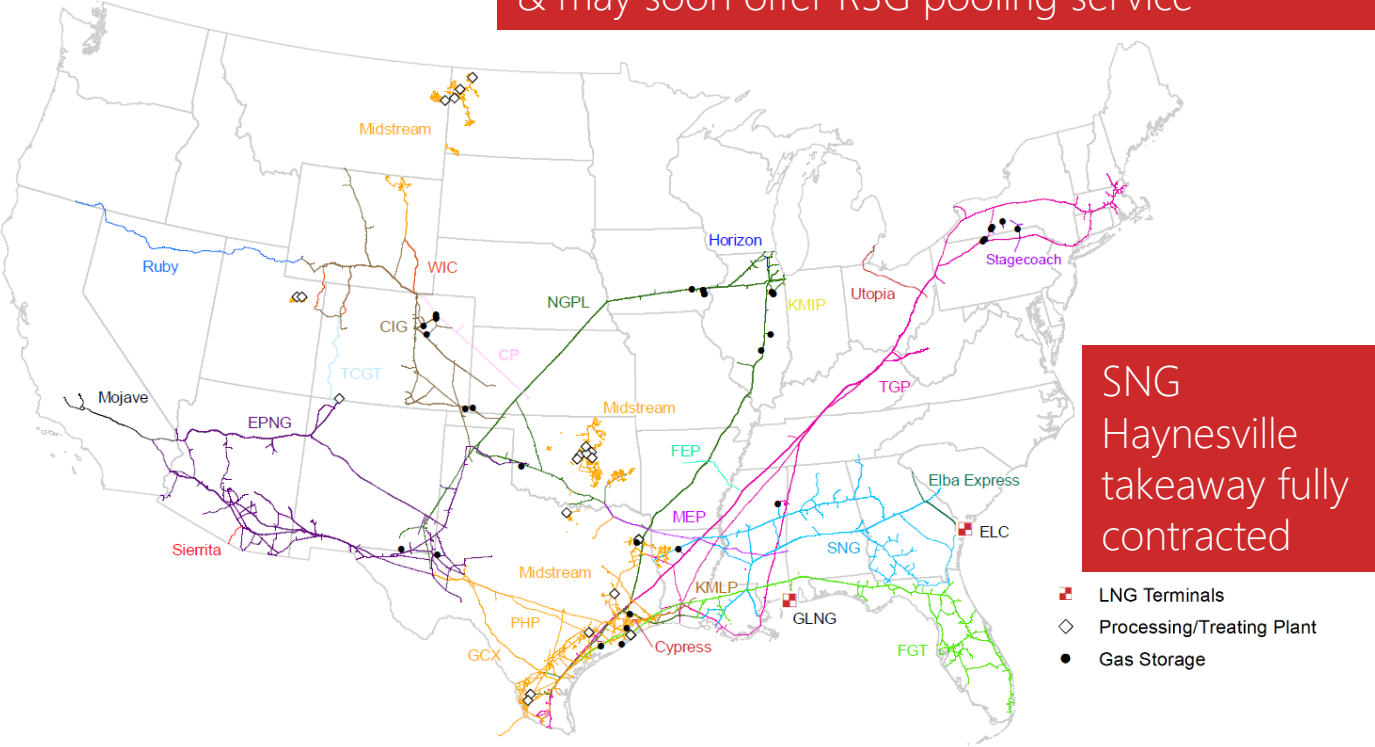 & may soon offer RSG pooling service
Midstream
Horizon
Stagecoach
Ruby
WIC
NGPL
KMIP
Utopia
CIG
CP
TCGT
TGP
Mojave
EPNG
Midstream
FEP
Elba Express
MEP
ELC
Sierrita
SNG
Midstream
KMLP
GLNG
PHP
Cypress
GCX
FGT
SNG
Haynesville
takeaway fully
contracted
LNG Terminals
Processing/Treating Plant
Gas Storage